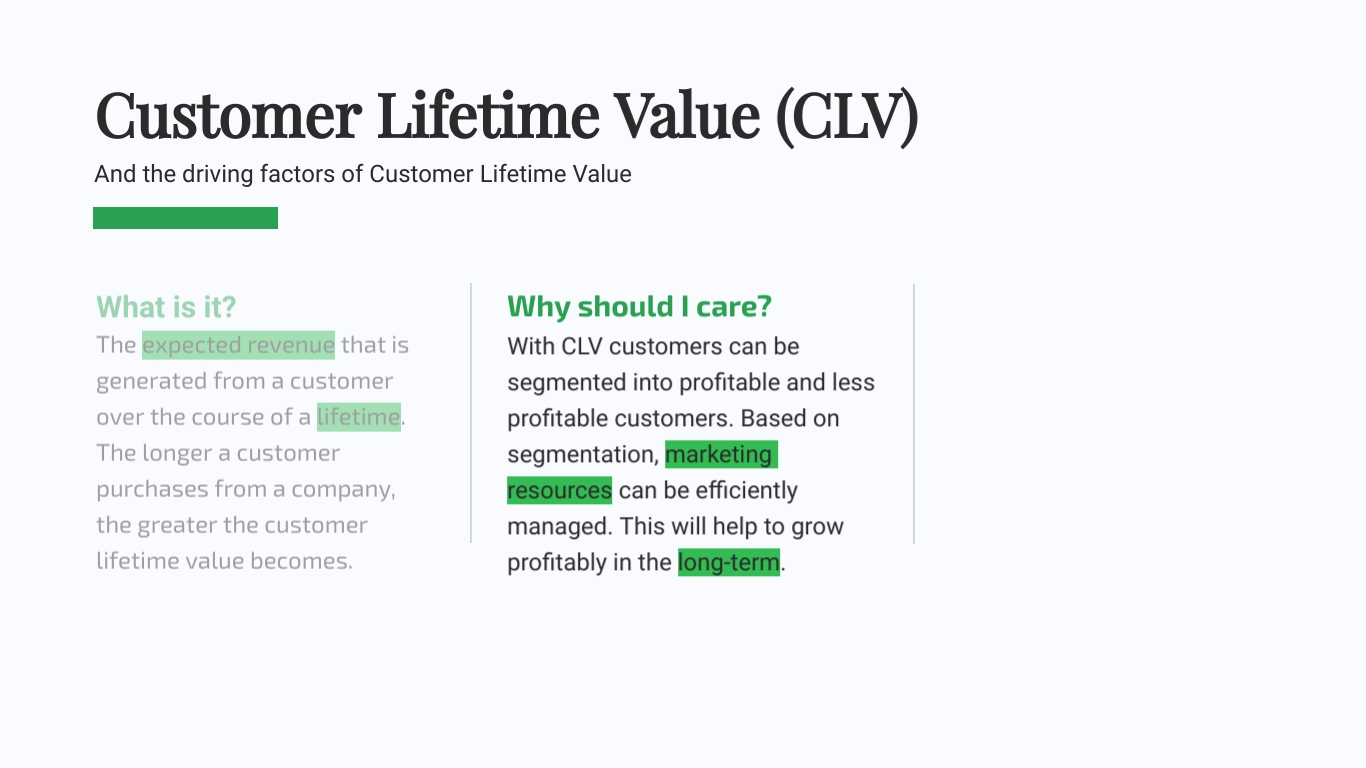 Customer Lifetime Value (CLV)
And the driving factors of Customer Lifetime Value
What is it?
The expected revenue that is
generated from a customer
over the course of a lifetime.
The longer a customer
purchases from a company,
the greater the customer
lifetime value becomes.
Why should I care?
With CLV customers can be
segmented into profitable and less
profitable customers. Based on
segmentation, marketing
resources can be efficiently
managed. This will help to grow
profitably in the long-term.